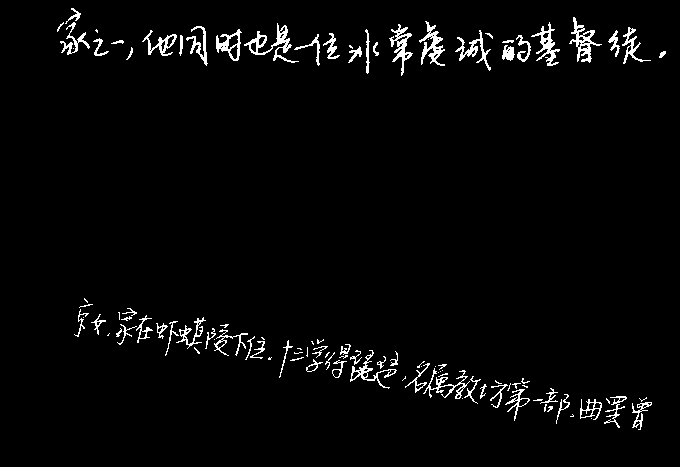 家之一,他同时也是一位非常虔诚的基督徒。
京女,家在虾蟆陵下住.十三学得琵琶,名属教坊第一部.曲罢曾